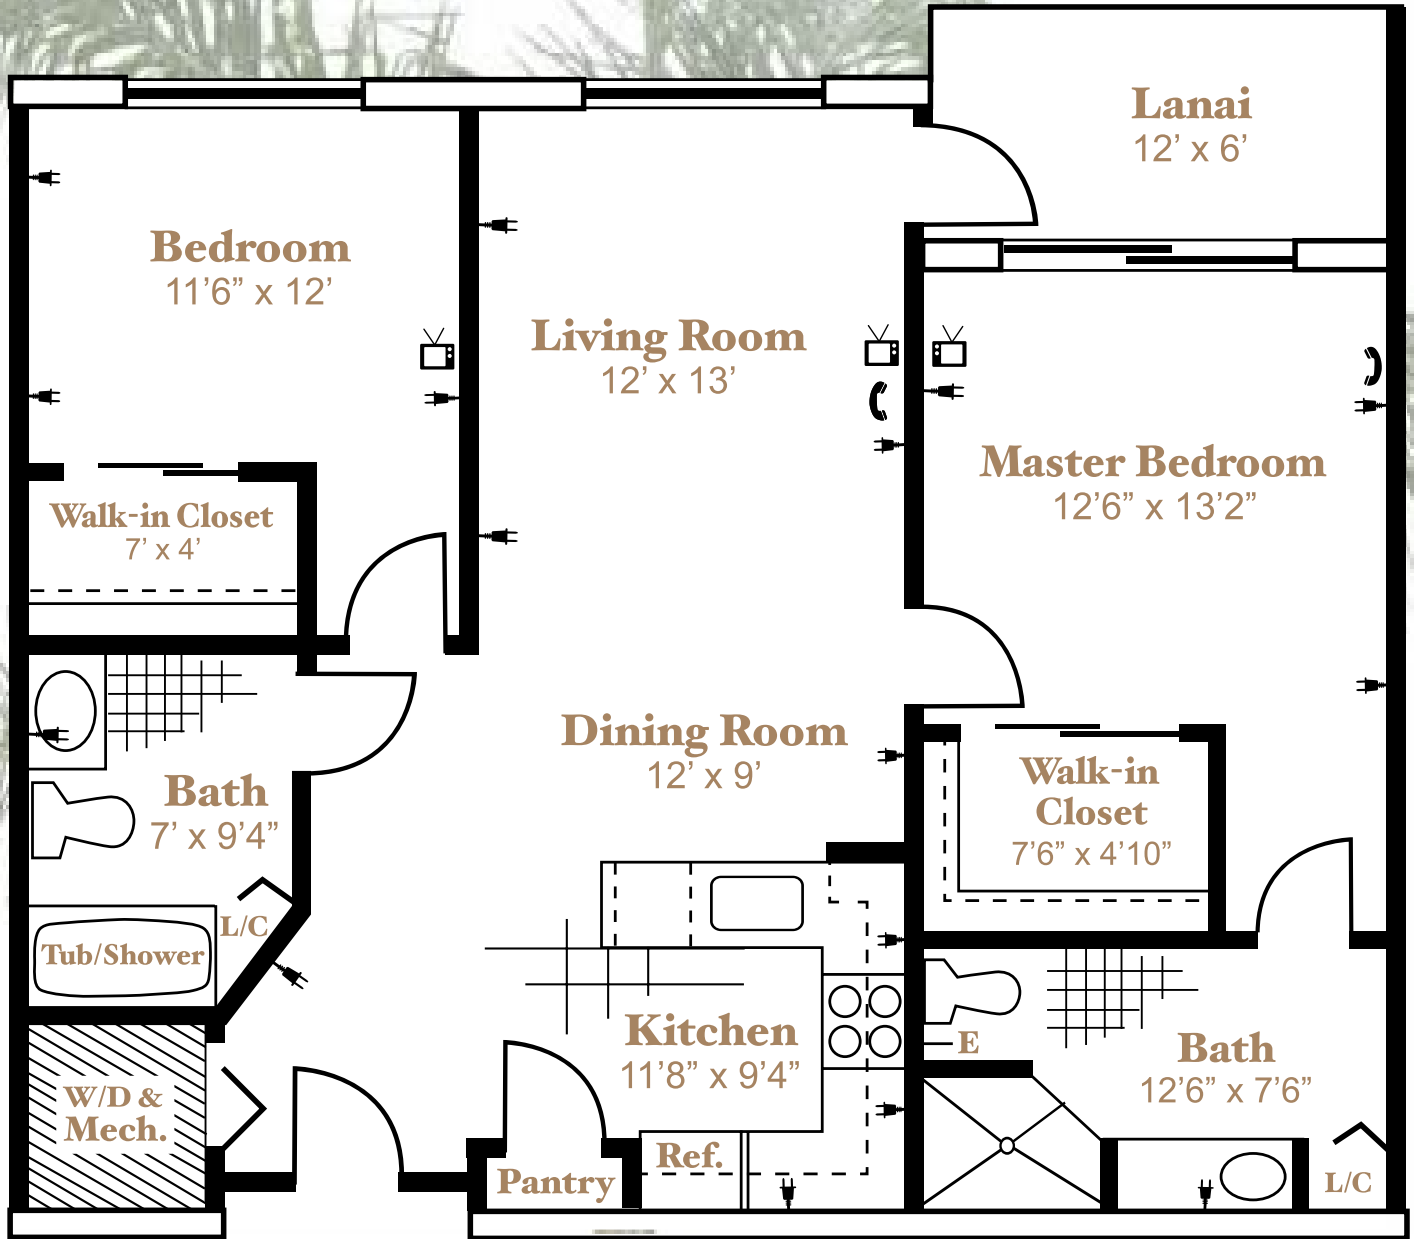 Lanai
12’ x 6’
Bedroom
11’6” x 12’
Living Room
12’ x 13’
Master Bedroom
12’6” x 13’2”
Walk-in Closet
7’ x 4’
Dining Room
12’ x 9’
Walk-in
Closet
7’6” x 4’10”
Bath
7’ x 9’4”
L/C
Tub/Shower
Kitchen
11’8” x 9’4”
E
Bath
12’6” x 7’6”
W/D &
Mech.
Ref.
Pantry
L/C